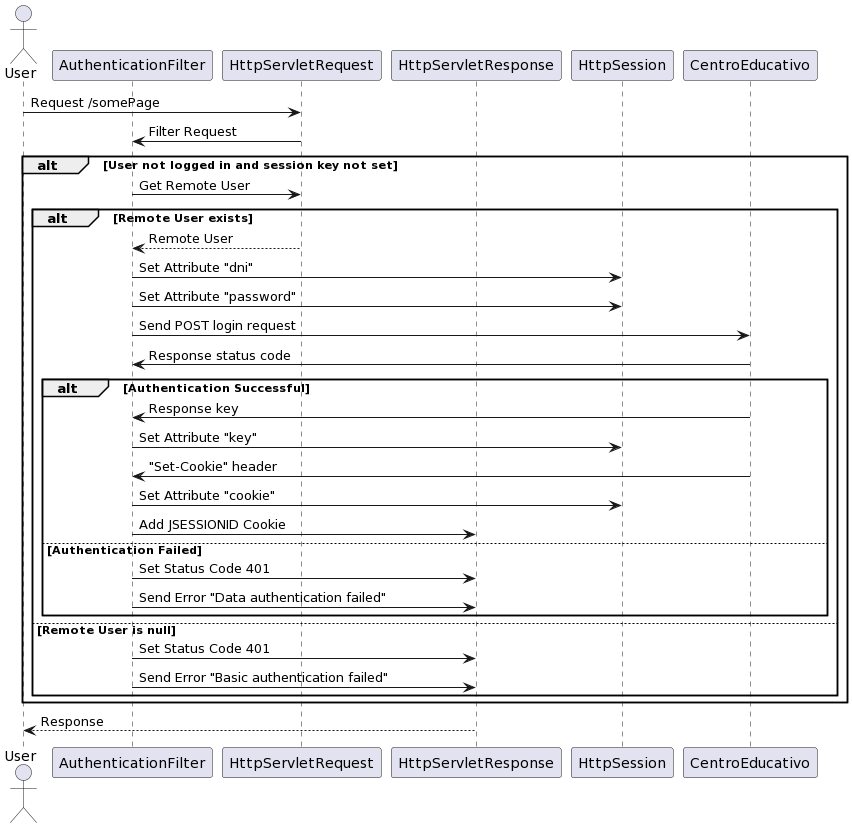 User
AuthenticationFilter
HttpServletRequest
HttpServletResponse
HttpSession
CentroEducativo
Request /somePage
Filter Request
alt
[User not logged in and session key not set]
Get Remote User
alt
[Remote User exists]
Remote User
Set Attribute "dni"
Set Attribute "password"
Send POST login request
Response status code
alt
[Authentication Successful]
Response key
Set Attribute "key"
"Set-Cookie" header
Set Attribute "cookie"
Add JSESSIONID Cookie
[Authentication Failed]
Set Status Code 401
Send Error "Data authentication failed"
[Remote User is null]
Set Status Code 401
Send Error "Basic authentication failed"
Response
User
AuthenticationFilter
HttpServletRequest
HttpServletResponse
HttpSession
CentroEducativo